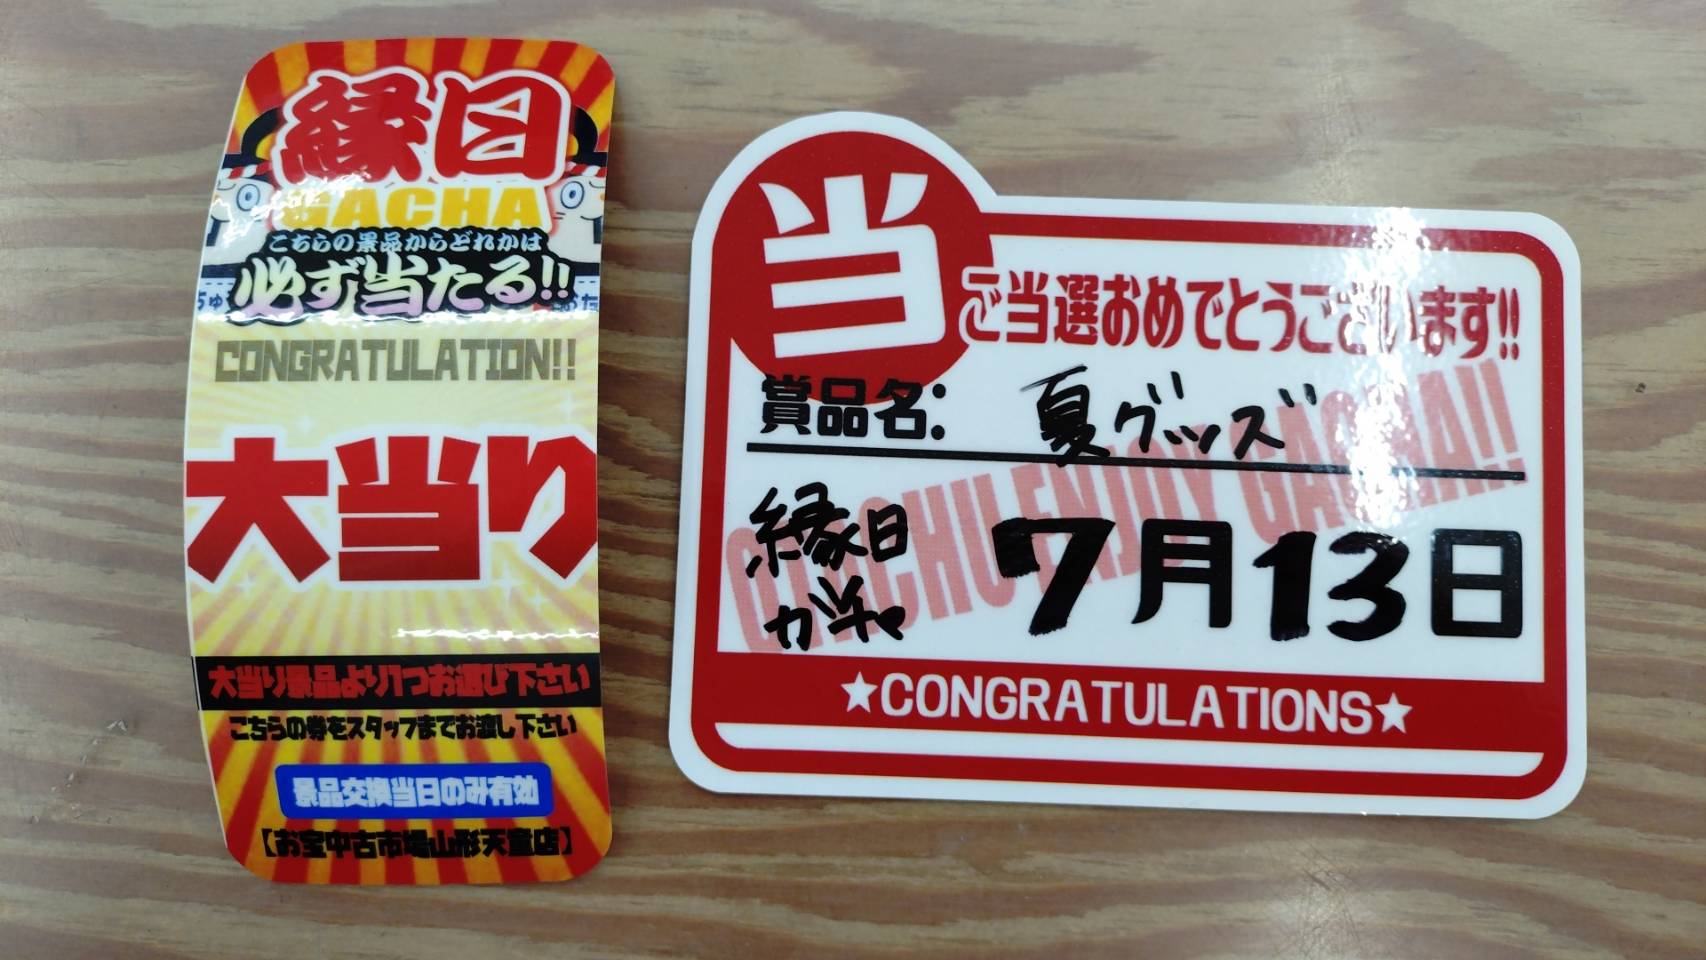 縁日
GACHA
こちらの景品からどれかは
必ず当たる!!
CONGRATULATION!!
大当り
大当り景品より1つお選び下さい
こちらの券をスタッフまでお渡し下さい
景品交換当日のみ有効
【お宝中古市場山形天童店】
当
ご当選おめでとうございます!!
賞品名: 夏グッズ
縁日
ガチャ
7月13日
ENJOY GACHA!!
★CONGRATULATIONS★